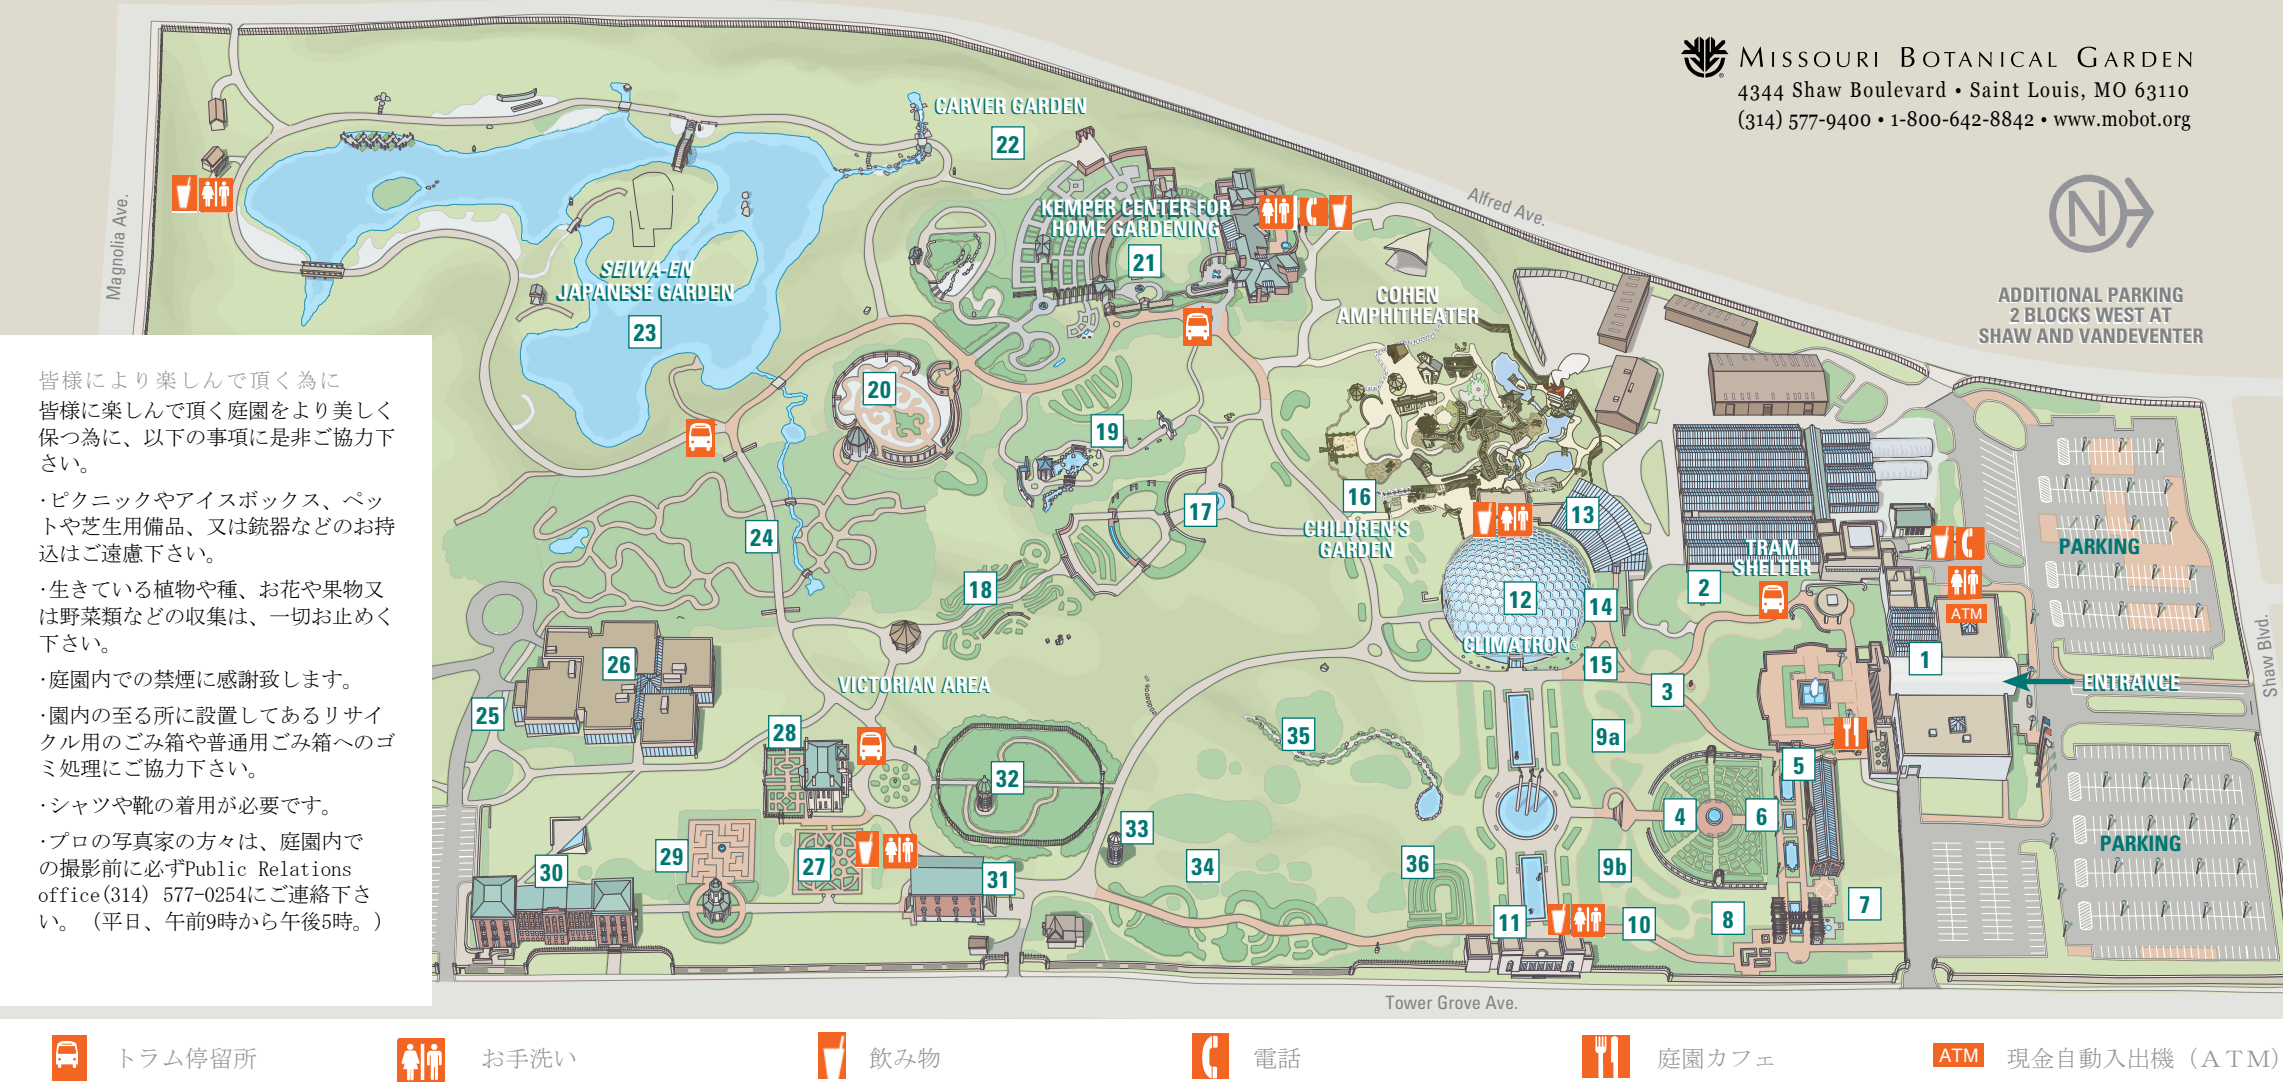 MISSOURI BOTANICAL GARDEN
4344 Shaw Boulevard • Saint Louis, MO 63110
(314) 577-9400 • 1-800-642-8842 • www.mobot.org
N
ADDITIONAL PARKING
2 BLOCKS WEST AT
SHAW AND VANDEVENTER
Alfred Ave.
Magnolia Ave.
Shaw Blvd.
Tower Grove Ave.
CARVER GARDEN
22
KEMPER CENTER FOR
HOME GARDENING
21
SEIWA-EN
JAPANESE GARDEN
23
COHEN
AMPHITHEATER
20
19
17
16
CHILDREN'S
GARDEN
13
24
18
12
CLIMATRON®
14
15
TRAM
SHELTER
2
ATM
1
ENTRANCE
PARKING
PARKING
3
26
25
VICTORIAN AREA
28
32
35
9a
5
4
6
33
29
27
30
31
34
36
9b
11
10
8
7
皆様により楽しんで頂く為に
皆様に楽しんで頂く庭園をより美しく
保つ為に、以下の事項に是非ご協力下
さい。
・ピクニックやアイスボックス、ペッ
トや芝生用備品、又は銃器などのお持
込はご遠慮下さい。
・生きている植物や種、お花や果物又
は野菜類などの収集は、一切お止めく
下さい。
・庭園内での禁煙に感謝致します。
・園内の至る所に設置してあるリサイ
クル用のごみ箱や普通用ごみ箱へのゴ
ミ処理にご協力下さい。
・シャツや靴の着用が必要です。
・プロの写真家の方々は、庭園内で
の撮影前に必ずPublic Relations
office(314) 577-0254にご連絡下さ
い。（平日、午前9時から午後5時。）
トラム停留所
お手洗い
飲み物
電話
庭園カフェ
ATM 現金自動入出機（ＡＴＭ）